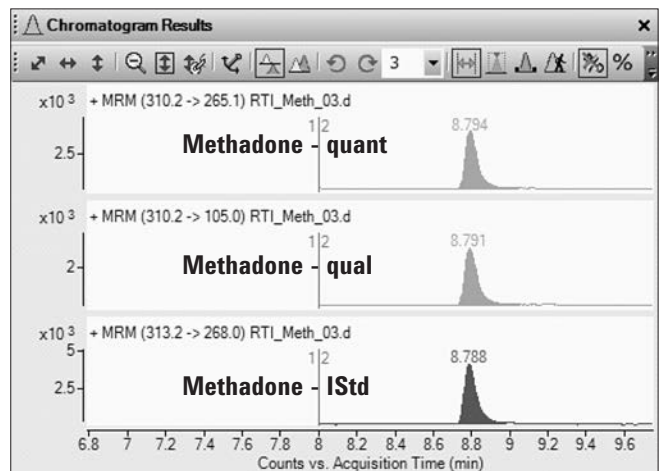 Chromatogram Results
3
%
x10 3 + MRM (310.2 -> 265.1) RTI_Meth_03.d
1 2 8.794
Methadone - quant
2.5
x10 3 + MRM (310.2 -> 105.0) RTI_Meth_03.d
1 2 8.791
Methadone - qual
2
x10 3 + MRM (313.2 -> 268.0) RTI_Meth_03.d
5
1 2 8.788
Methadone - IStd
2.5
6.8 7 7.2 7.4 7.6 7.8 8 8.2 8.4 8.6 8.8 9 9.2 9.4 9.6
Counts vs. Acquisition Time (min)